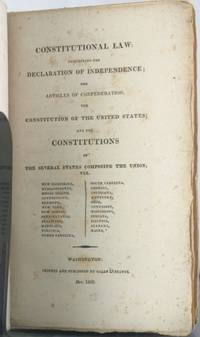 CONSTITUTIONAL LAW:
COMPRISING THE
DECLARATION OF INDEPENDENCE;
THE
ARTICLES OF CONFEDERATION;
THE
CONSTITUTION OF THE UNITED STATES;
AND THE
CONSTITUTIONS
OF
THE SEVERAL STATES COMPOSING THE UNION,
VIZ.
NEW HAMPSHIRE,
MASSACHUSETTS,
RHODE ISLAND,
CONNECTICUT,
VERMONT,
NEW YORK,
NEW JERSEY,
PENNSYLVANIA,
DELAWARE,
MARYLAND,
VIRGINIA,
NORTH CAROLINA,
SOUTH CAROLINA,
GEORGIA,
LOUISIANA,
KENTUCKY,
OHIO,
TENNESSEE,
MISSISSIPPI,
INDIANA,
ILLINOIS,
ALABAMA,
MAINE.
WASHINGTON:
PRINTED AND PUBLISHED BY GALES &